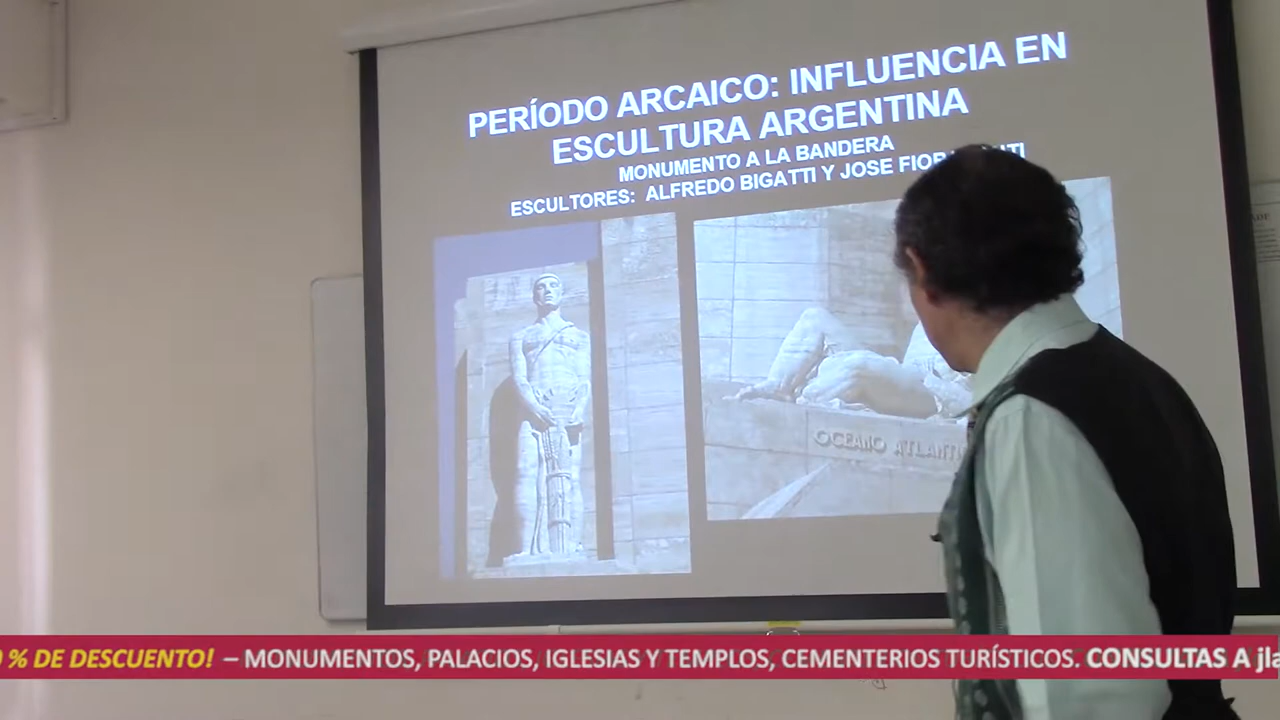 PERÍODO ARCAICO: INFLUENCIA EN
ESCULTURA ARGENTINA
MONUMENTO A LA BANDERA
ESCULTORES: ALFREDO BIGATTI Y JOSE
OCEANO
% DE DESCUENTO! – MONUMENTOS, PALACIOS, IGLESIAS Y TEMPLOS, CEMENTERIOS TURÍSTICOS. CONSULTAS A